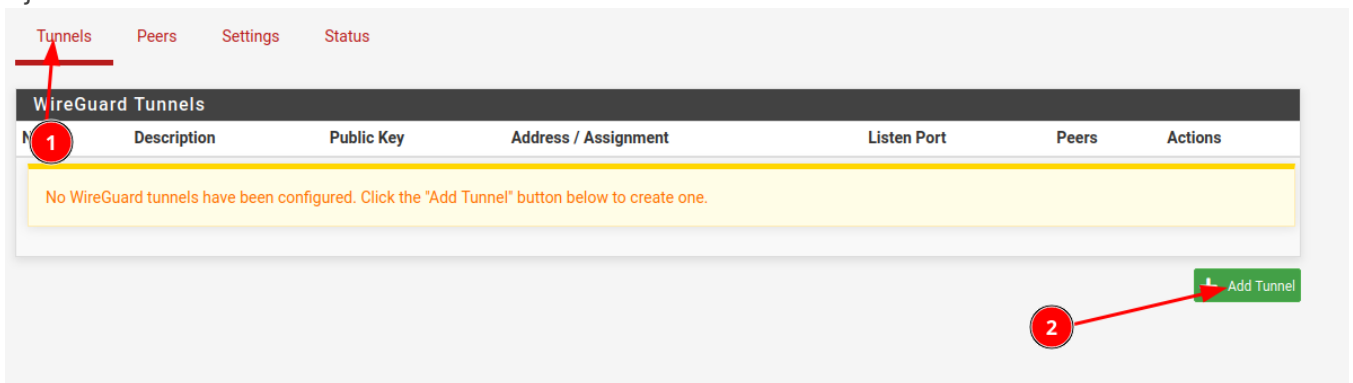 Tunnels Peers Settings Status
WireGuard Tunnels
Description Public Key Address / Assignment Listen Port Peers Actions
1
No WireGuard tunnels have been configured. Click the "Add Tunnel" button below to create one.
Add Tunnel
2